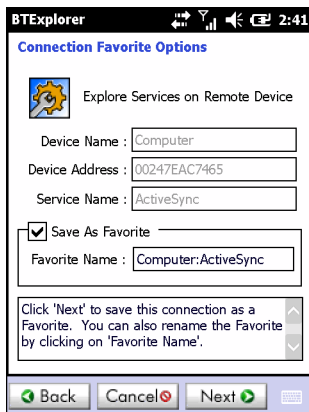 BTExplorer 2:41
Connection Favorite Options
Explore Services on Remote Device
Device Name : Computer
Device Address : 00247EAC7465
Service Name : ActiveSync
Save As Favorite
Favorite Name : Computer:ActiveSync
Click 'Next' to save this connection as a
Favorite. You can also rename the Favorite
by clicking on 'Favorite Name'.
Back Cancel Next